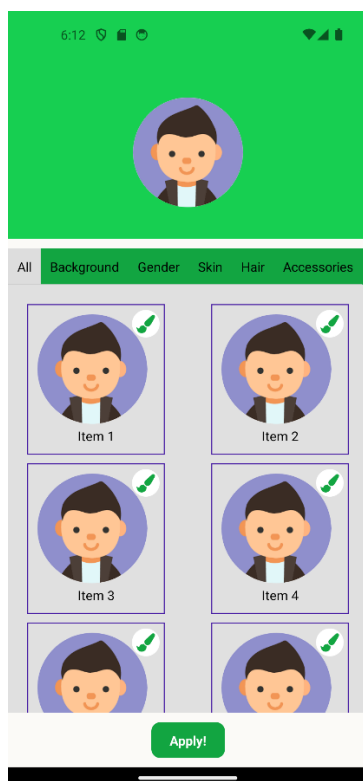 6:12
All Background Gender Skin Hair Accessories
Item 1 Item 2
Item 3 Item 4
Apply!